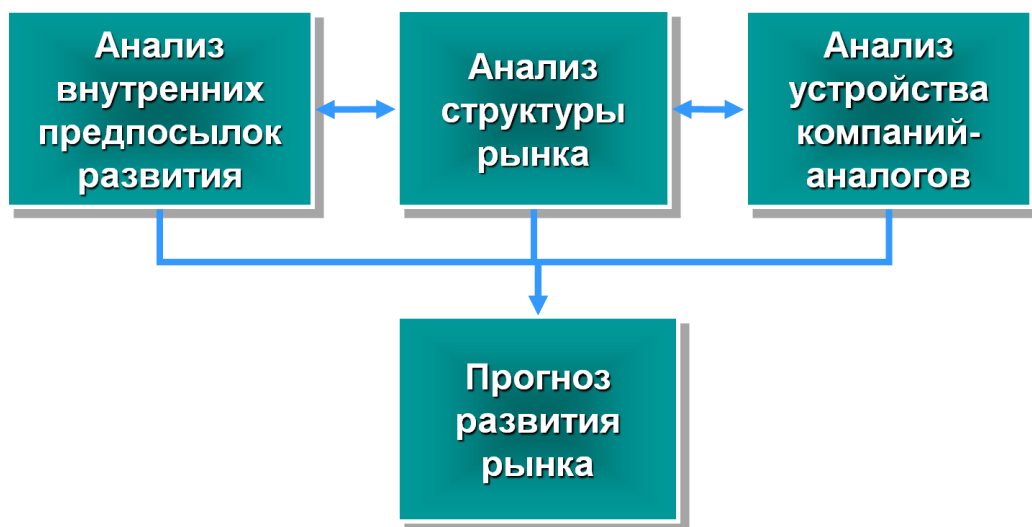 Анализ
внутренних
предпосылок
развития
Анализ
структуры
рынка
Анализ
устройства
компаний-
аналогов
Прогноз
развития
рынка